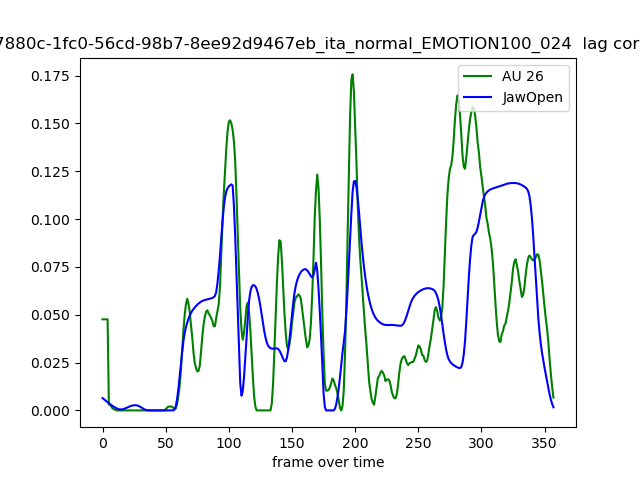 7880c-1fc0-56cd-98b7-8ee92d9467eb_ita_normal_EMOTION100_024 lag cor
AU 26
JawOpen
0.175
0.150
0.125
0.100
0.075
0.050
0.025
0.000
0 50 100 150 200 250 300 350
frame over time